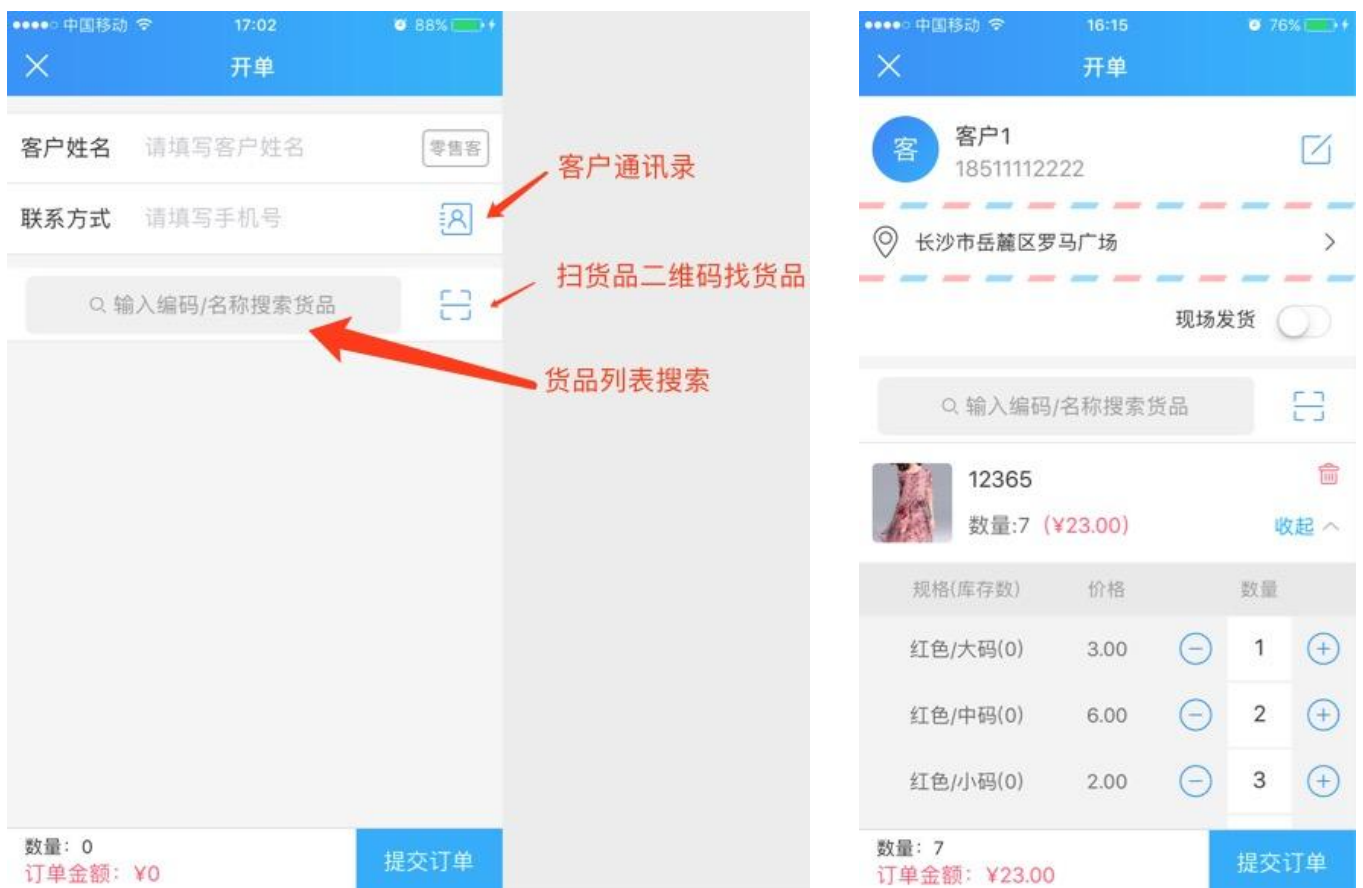 中国移动 17:02 88%
开单
客户姓名 请填写客户姓名 零售客
联系方式 请填写手机号
输入编码/名称搜索货品
数量：0
订单金额：¥0
提交订单
客户通讯录
扫货品二维码找货品
货品列表搜索
中国移动 16:15 76%
开单
客 客户1
18511112222
长沙市岳麓区罗马广场
现场发货
输入编码/名称搜索货品
12365
数量:7（¥23.00） 收起
规格(库存数) 价格 数量
红色/大码(0) 3.00 1
红色/中码(0) 6.00 2
红色/小码(0) 2.00 3
数量：7
订单金额：¥23.00
提交订单